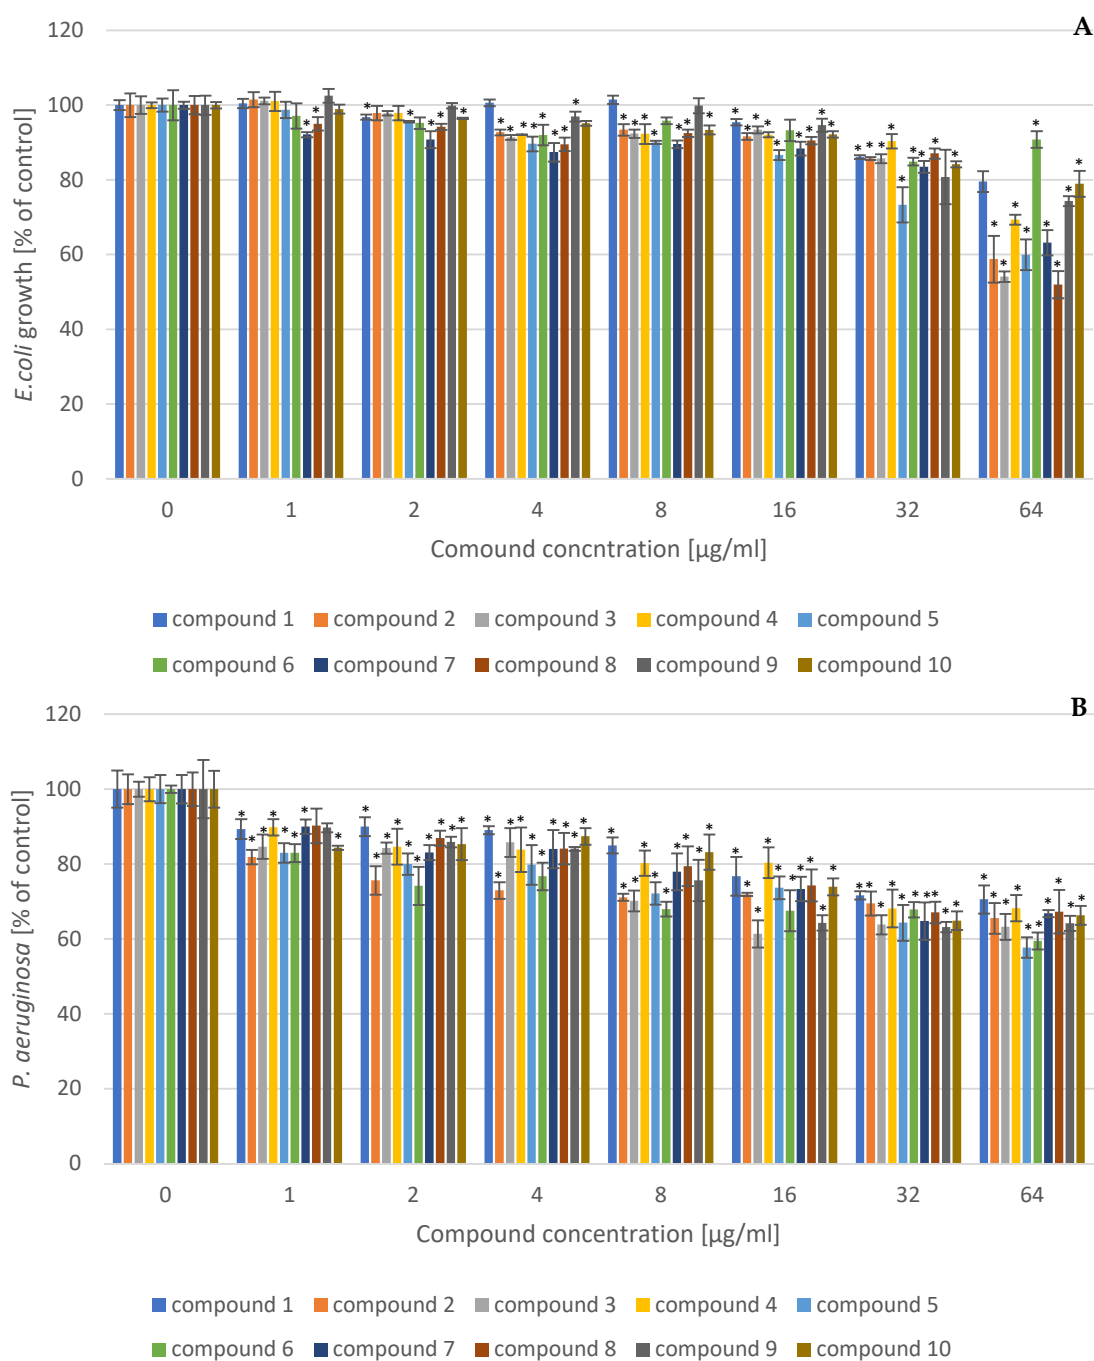 A
120
100
80
60
40
20
0
E.coli growth [% of control]
0 1 2 4 8 16 32 64
Comound concntration [µg/ml]
compound 1 compound 2 compound 3 compound 4 compound 5
compound 6 compound 7 compound 8 compound 9 compound 10
B
120
100
80
60
40
20
0
P. aeruginosa [% of control]
0 1 2 4 8 16 32 64
Compound concentration [µg/ml]
compound 1 compound 2 compound 3 compound 4 compound 5
compound 6 compound 7 compound 8 compound 9 compound 10